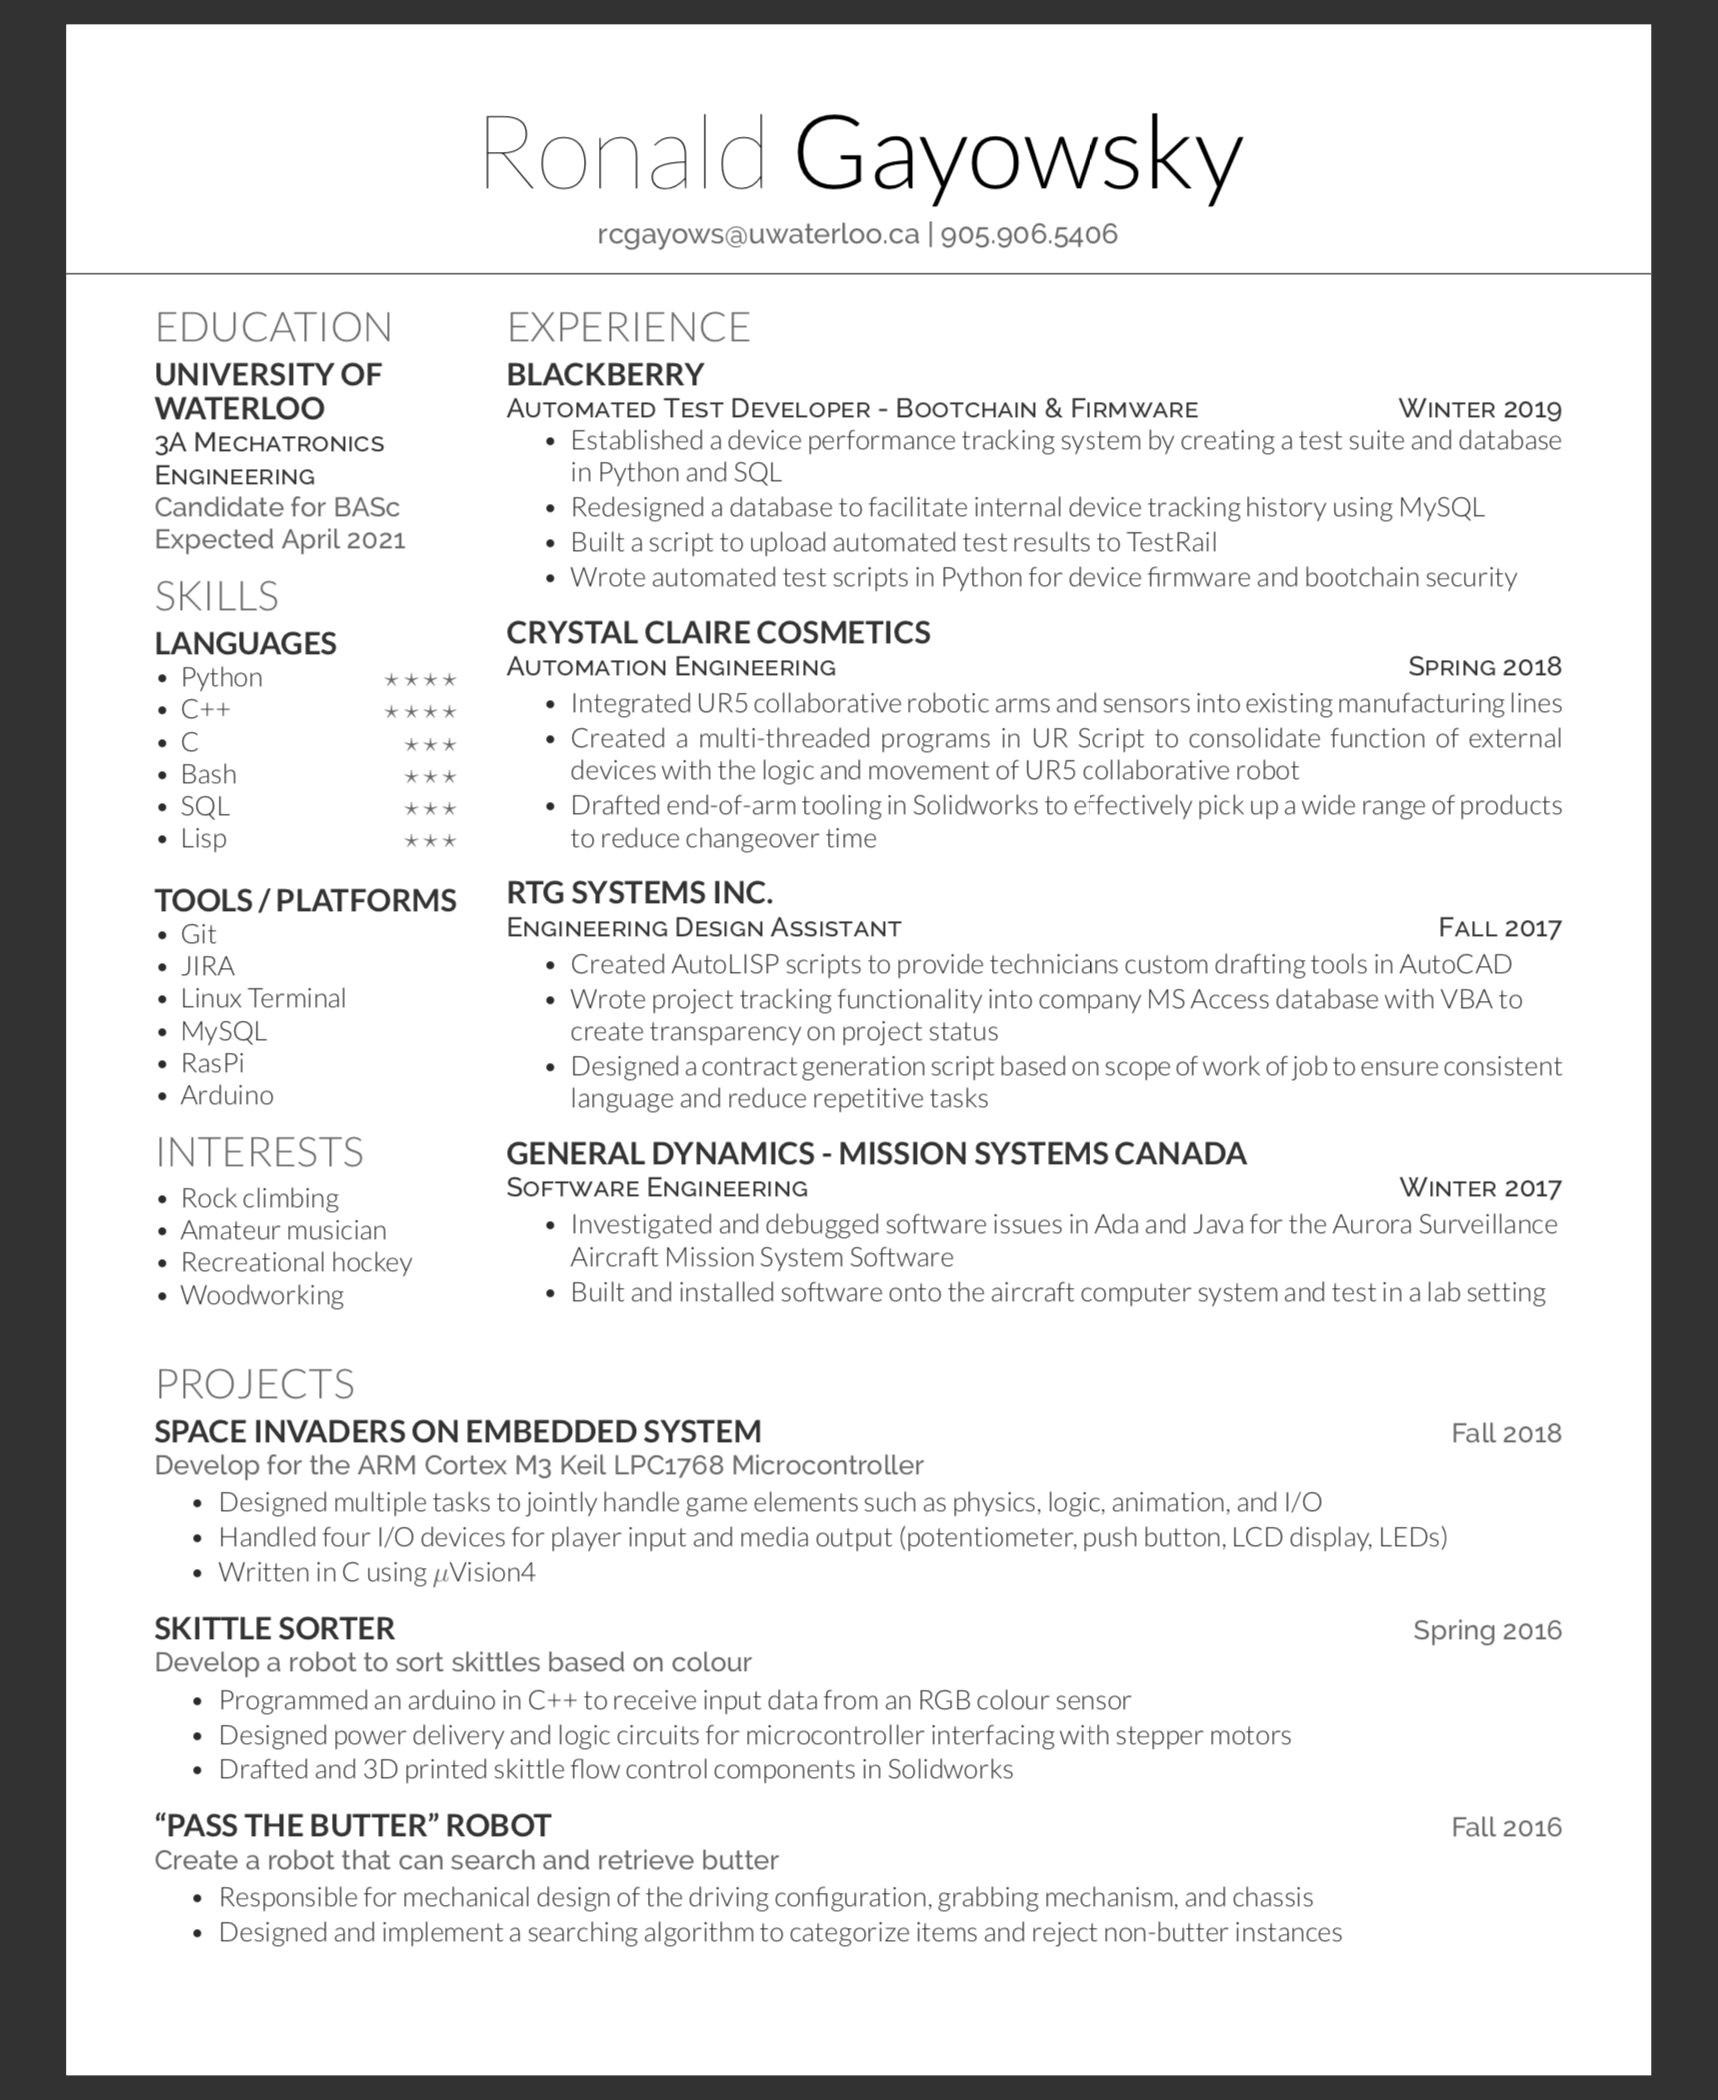 Ronald Gayowsky
rcgayows@uwaterloo.ca | 905.906.5406
EDUCATION
UNIVERSITY OF
WATERLOO
3A Mechatronics
Engineering
Candidate for BASc
Expected April 2021
SKILLS
LANGUAGES
• Python ★★★★
• C++ ★★★★
• C ★★★
• Bash ★★★
• SQL ★★★
• Lisp ★★★
TOOLS / PLATFORMS
• Git
• JIRA
• Linux Terminal
• MySQL
• RasPi
• Arduino
INTERESTS
• Rock climbing
• Amateur musician
• Recreational hockey
• Woodworking
EXPERIENCE
BLACKBERRY
Automated Test Developer - Bootchain & Firmware Winter 2019
• Established a device performance tracking system by creating a test suite and database
in Python and SQL
• Redesigned a database to facilitate internal device tracking history using MySQL
• Built a script to upload automated test results to TestRail
• Wrote automated test scripts in Python for device firmware and bootchain security
CRYSTAL CLAIRE COSMETICS
Automation Engineering Spring 2018
• Integrated UR5 collaborative robotic arms and sensors into existing manufacturing lines
• Created a multi-threaded programs in UR Script to consolidate function of external
devices with the logic and movement of UR5 collaborative robot
• Drafted end-of-arm tooling in Solidworks to effectively pick up a wide range of products
to reduce changeover time
RTG SYSTEMS INC.
Engineering Design Assistant Fall 2017
• Created AutoLISP scripts to provide technicians custom drafting tools in AutoCAD
• Wrote project tracking functionality into company MS Access database with VBA to
create transparency on project status
• Designed a contract generation script based on scope of work of job to ensure consistent
language and reduce repetitive tasks
GENERAL DYNAMICS - MISSION SYSTEMS CANADA
Software Engineering Winter 2017
• Investigated and debugged software issues in Ada and Java for the Aurora Surveillance
Aircraft Mission System Software
• Built and installed software onto the aircraft computer system and test in a lab setting
PROJECTS
SPACE INVADERS ON EMBEDDED SYSTEM Fall 2018
Develop for the ARM Cortex M3 Keil LPC1768 Microcontroller
• Designed multiple tasks to jointly handle game elements such as physics, logic, animation, and I/O
• Handled four I/O devices for player input and media output (potentiometer, push button, LCD display, LEDs)
• Written in C using μVision4
SKITTLE SORTER Spring 2016
Develop a robot to sort skittles based on colour
• Programmed an arduino in C++ to receive input data from an RGB colour sensor
• Designed power delivery and logic circuits for microcontroller interfacing with stepper motors
• Drafted and 3D printed skittle flow control components in Solidworks
“PASS THE BUTTER” ROBOT Fall 2016
Create a robot that can search and retrieve butter
• Responsible for mechanical design of the driving configuration, grabbing mechanism, and chassis
• Designed and implement a searching algorithm to categorize items and reject non-butter instances